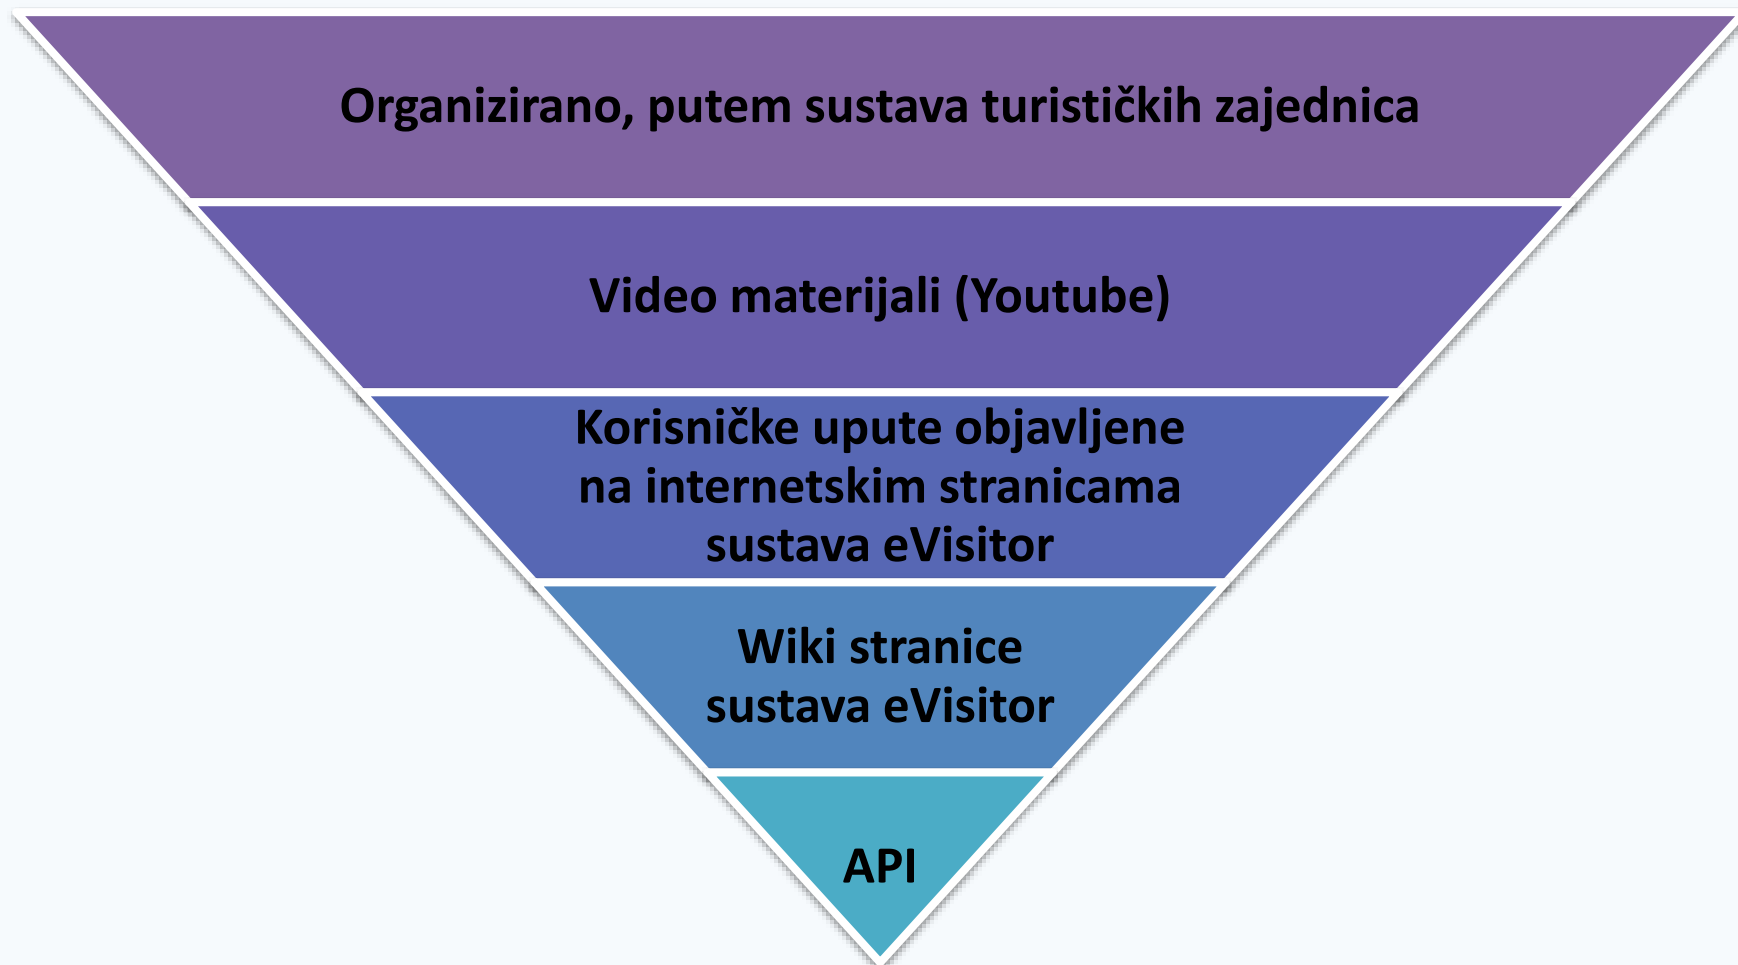 Organizirano, putem sustava turističkih zajednica
Video materijali (Youtube)
Korisničke upute objavljene
na internetskim stranicama
sustava eVisitor
Wiki stranice
sustava eVisitor
API